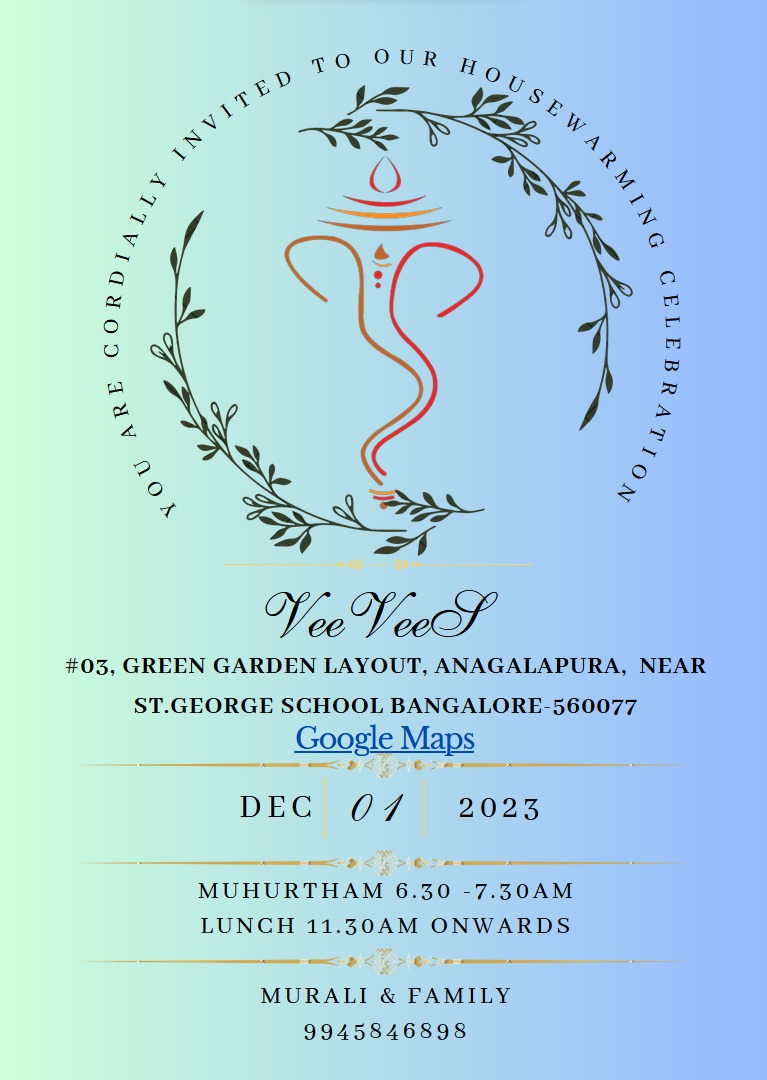 YOU ARE CORDIALLY INVITED TO OUR HOUSEWARMING CELEBRATION
VeeVeeS
#03, GREEN GARDEN LAYOUT, ANAGALAPURA, NEAR
ST.GEORGE SCHOOL BANGALORE-560077
Google Maps
DEC 01 2023
MUHURTHAM 6.30 -7.30AM
LUNCH 11.30AM ONWARDS
MURALI & FAMILY
9945846898